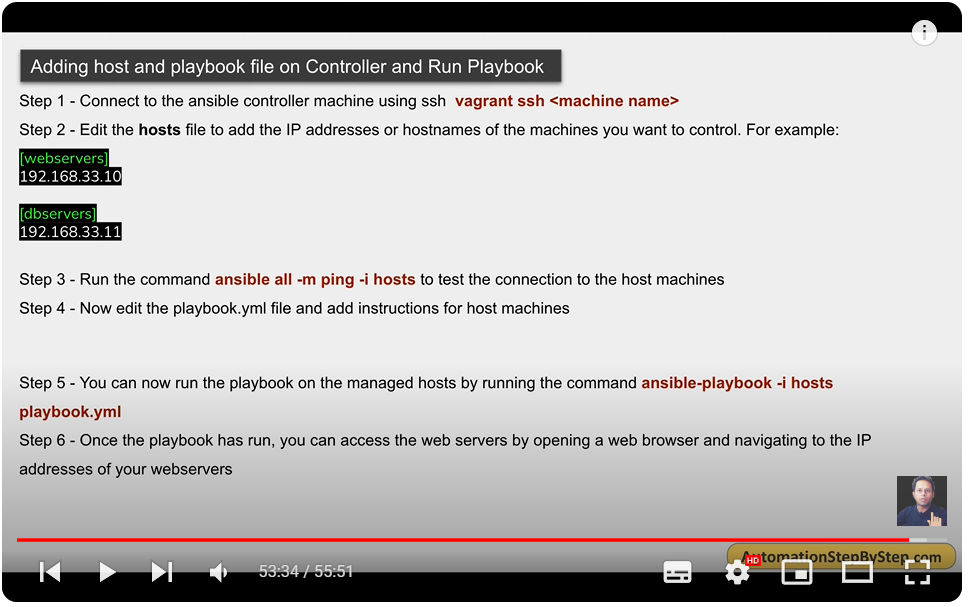 Adding host and playbook file on Controller and Run Playbook
Step 1 - Connect to the ansible controller machine using ssh vagrant ssh <machine name>
Step 2 - Edit the hosts file to add the IP addresses or hostnames of the machines you want to control. For example:
[webservers]
192.168.33.10
[dbservers]
192.168.33.11
Step 3 - Run the command ansible all -m ping -i hosts to test the connection to the host machines
Step 4 - Now edit the playbook.yml file and add instructions for host machines
Step 5 - You can now run the playbook on the managed hosts by running the command ansible-playbook -i hosts
playbook.yml
Step 6 - Once the playbook has run, you can access the web servers by opening a web browser and navigating to the IP
addresses of your webservers
AutomationStepByStep.com
53:34 / 55:51
HD